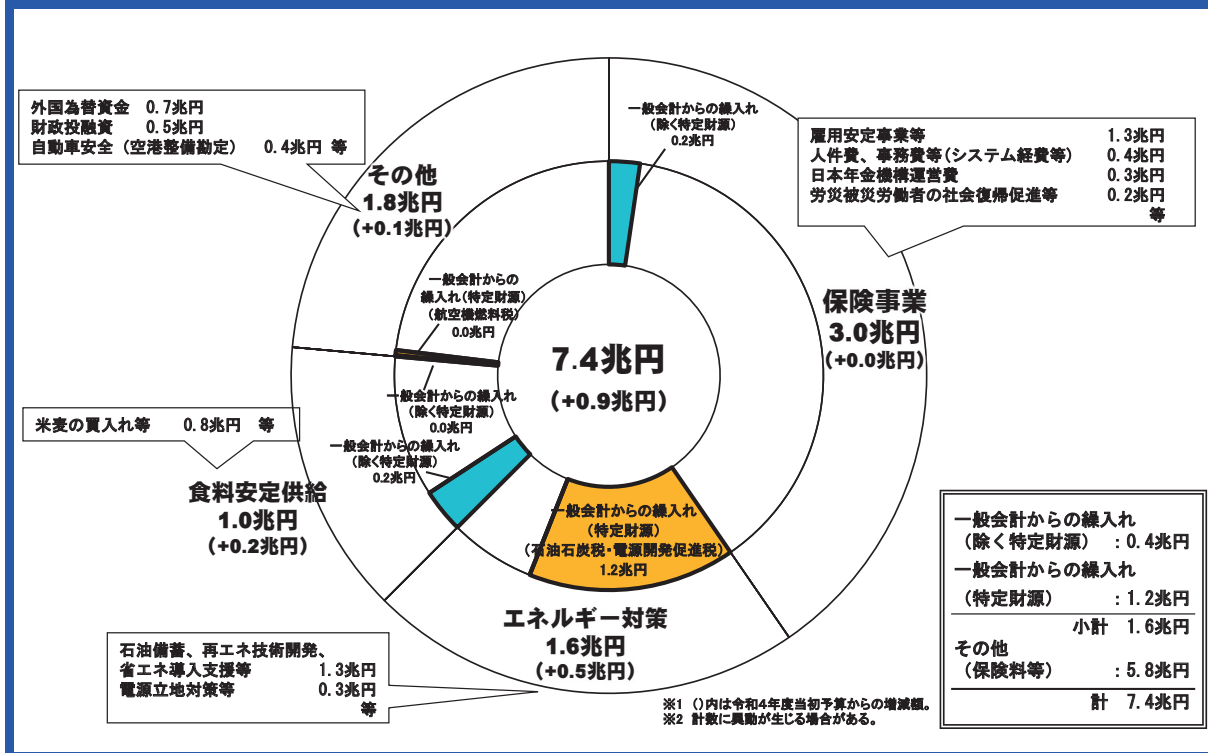 外国為替資金 0.7兆円
財政投融資 0.5兆円
自動車安全（空港整備勘定） 0.4兆円 等
その他
1.8兆円
（+0.1兆円）
一般会計からの繰入れ
（除く特定財源）
0.2兆円
雇用安定事業等 1.3兆円
人件費、事務費等（システム経費等） 0.4兆円
日本年金機構運営費 0.3兆円
労災被災労働者の社会復帰促進等 0.2兆円
等
保険事業
3.0兆円
（+0.0兆円）
一般会計からの
繰入れ（特定財源）
（航空機燃料税）
0.0兆円
7.4兆円
（+0.9兆円）
一般会計からの繰入れ
（除く特定財源）
0.0兆円
米麦の買入れ等 0.8兆円 等
一般会計からの繰入れ
（除く特定財源）
0.2兆円
食料安定供給
1.0兆円
（+0.2兆円）
一般会計からの繰入れ
（特定財源）
（石油石炭税・電源開発促進税）
1.2兆円
エネルギー対策
1.6兆円
（+0.5兆円）
石油備蓄、再エネ技術開発、
省エネ導入支援等 1.3兆円
電源立地対策等 0.3兆円
等
一般会計からの繰入れ
（除く特定財源） ：0.4兆円
一般会計からの繰入れ
（特定財源） ：1.2兆円
小計 1.6兆円
その他
（保険料等） ：5.8兆円
計 7.4兆円
※1 （）内は令和4年度当初予算からの増減額。
※2 計数に異動が生じる場合がある。